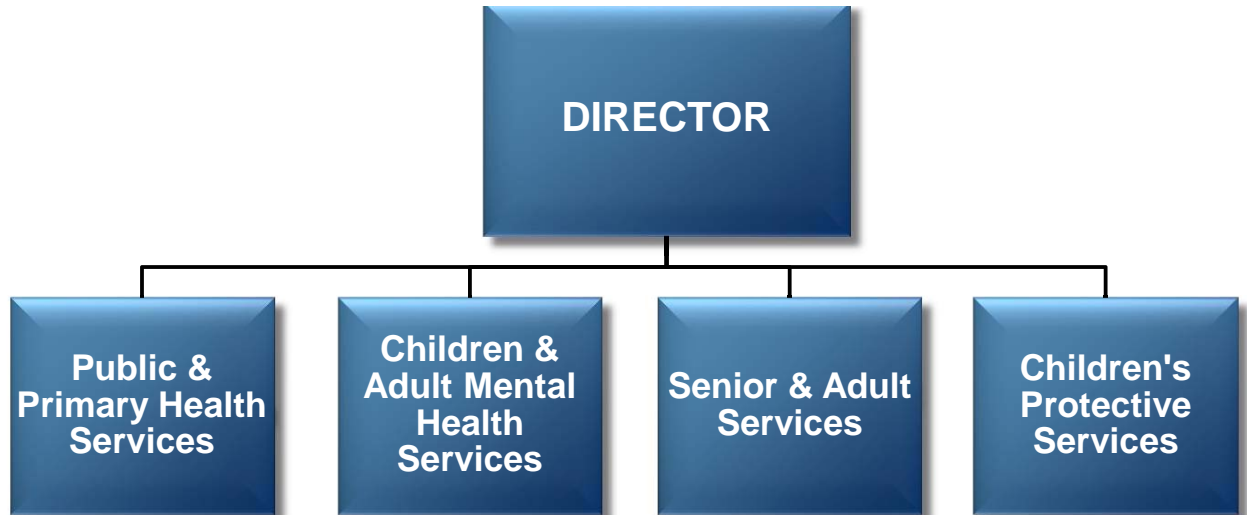 DIRECTOR
Public &
Primary Health
Services
Children &
Adult Mental
Health
Services
Senior & Adult
Services
Children's
Protective
Services